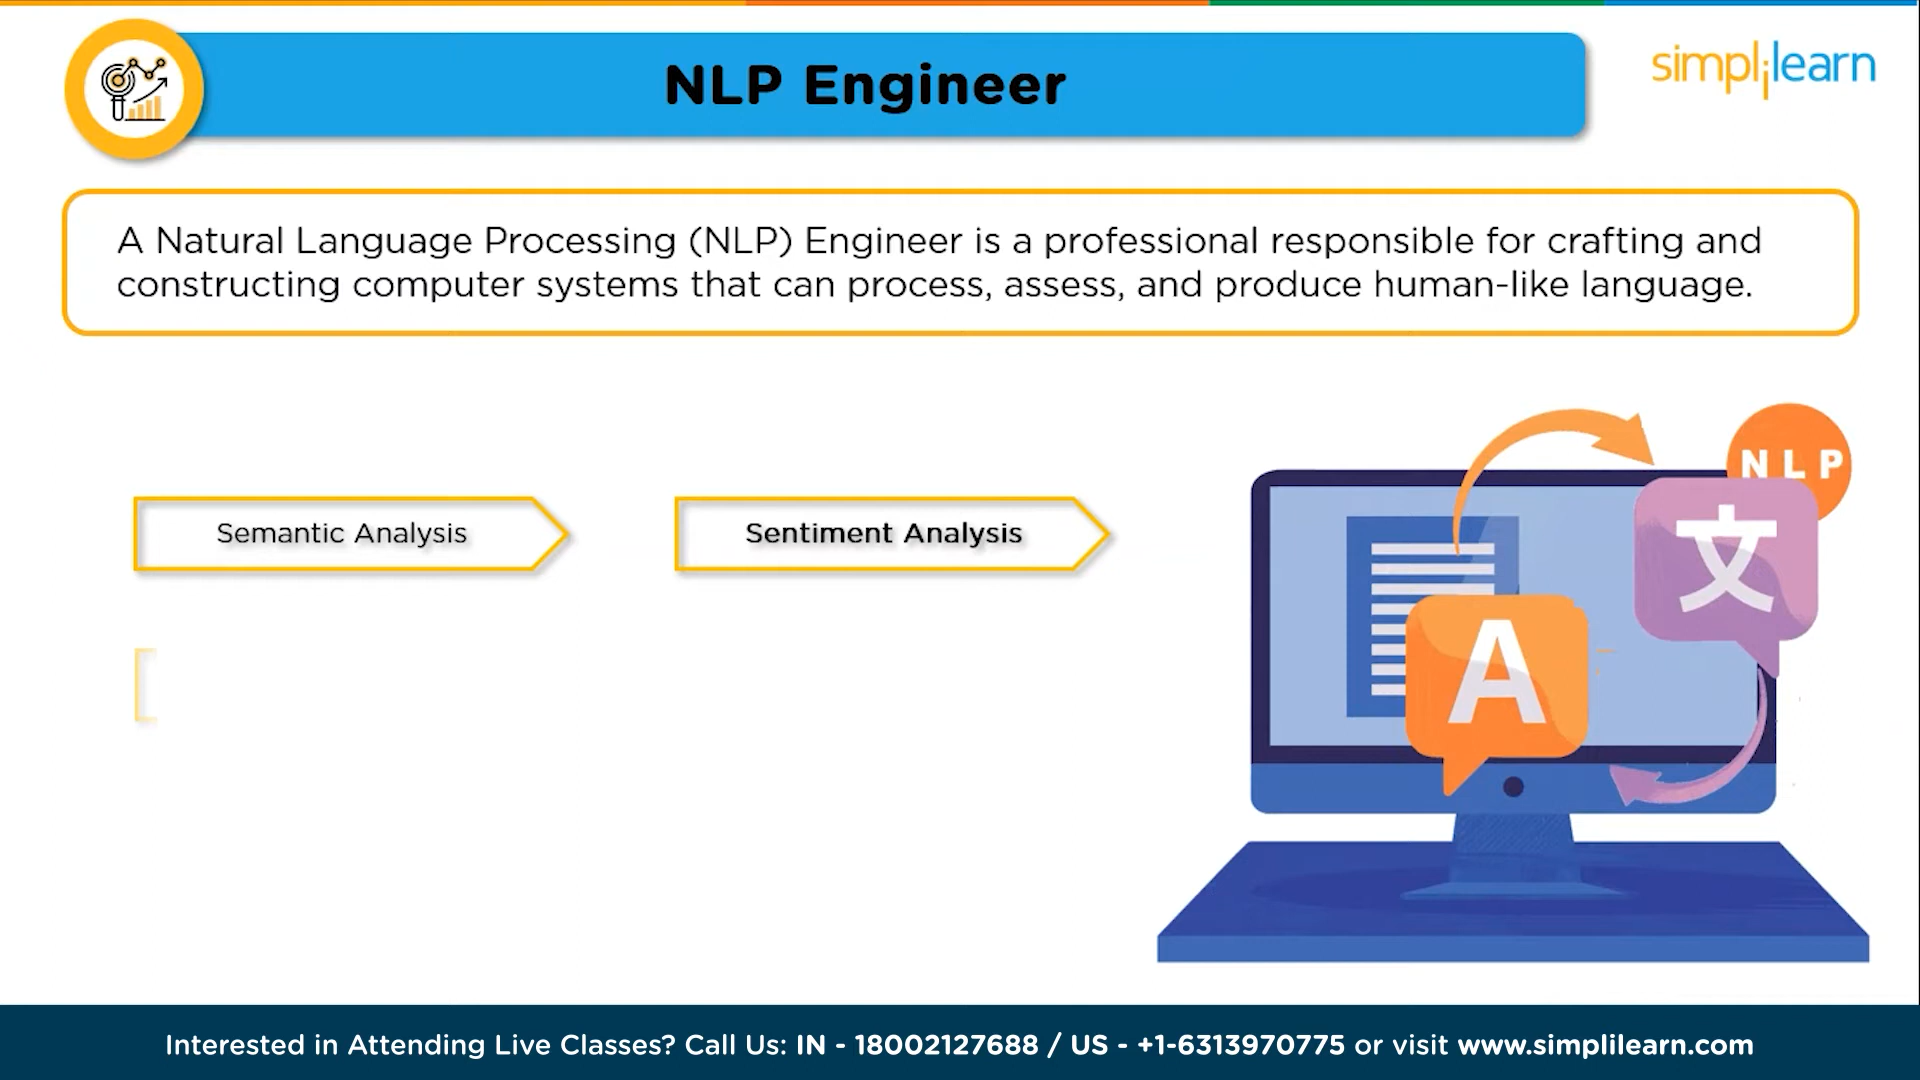 NLP Engineer
simplilearn
A Natural Language Processing (NLP) Engineer is a professional responsible for crafting and
constructing computer systems that can process, assess, and produce human-like language.
NLP
文
Semantic Analysis
Sentiment Analysis
A
Interested in Attending Live Classes? Call Us: IN - 18002127688 / US - +1-6313970775 or visit www.simplilearn.com